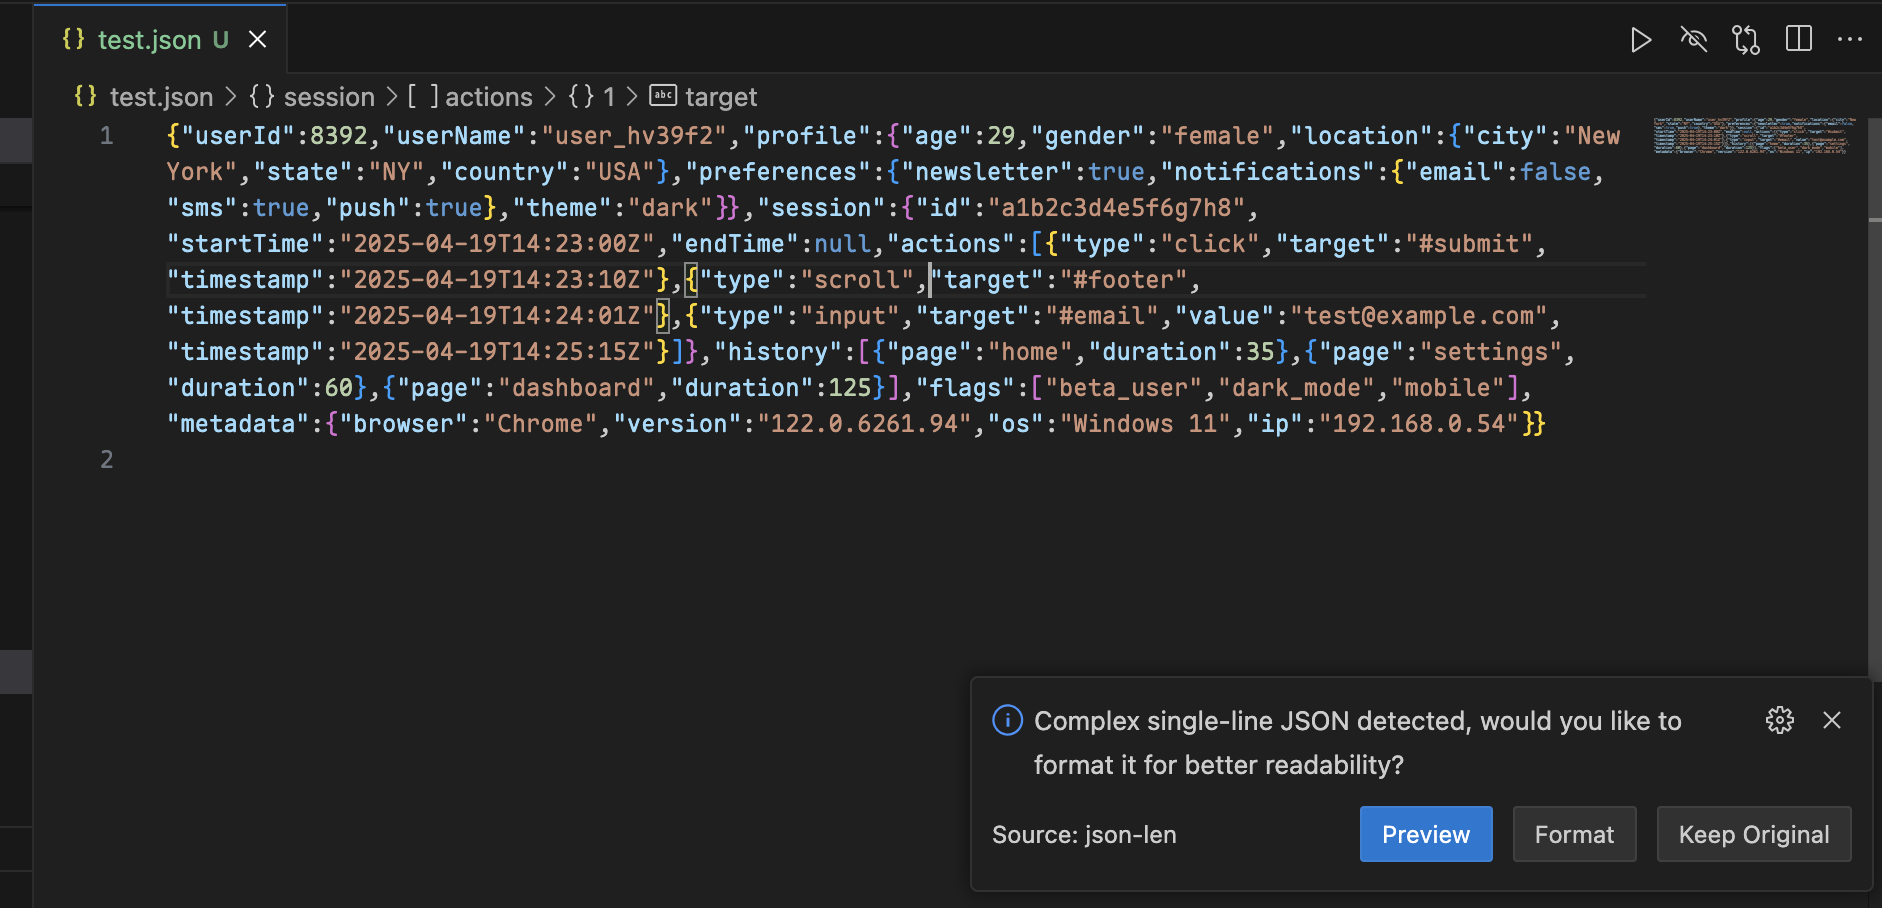 {} test.json U
{} test.json > {} session > [ ] actions > {} 1 > abc target
1 {"userId":8392,"userName":"user_hv39f2","profile":{"age":29,"gender":"female","location":{"city":"New
York","state":"NY","country":"USA"},"preferences":{"newsletter":true,"notifications":{"email":false,
"sms":true,"push":true},"theme":"dark"}},"session":{"id":"a1b2c3d4e5f6g7h8",
"startTime":"2025-04-19T14:23:00Z","endTime":null,"actions":[{"type":"click","target":"#submit",
"timestamp":"2025-04-19T14:23:10Z"},{"type":"scroll","target":"#footer",
"timestamp":"2025-04-19T14:24:01Z"},{"type":"input","target":"#email","value":"test@example.com",
"timestamp":"2025-04-19T14:25:15Z"}]},"history":[{"page":"home","duration":35},{"page":"settings",
"duration":60},{"page":"dashboard","duration":125}],"flags":["beta_user","dark_mode","mobile"],
"metadata":{"browser":"Chrome","version":"122.0.6261.94","os":"Windows 11","ip":"192.168.0.54"}}
2
Complex single-line JSON detected, would you like to
format it for better readability?
Source: json-len
Preview
Format
Keep Original